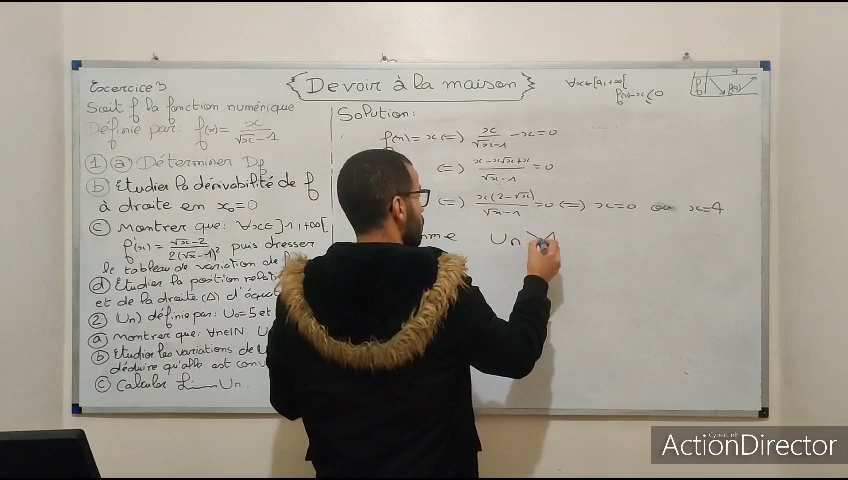 Devoir à la maison
Exercice 3
Soit f la fonction numérique
Définie par: f(x) = x / (√x - 1)
1) a) Déterminer Df
b) Etudier la dérivabilité de f
à droite en x₀ = 0
c) Montrer que: ∀x∈]1,+∞[
f'(x) = (√x - 2) / 2(√x - 1)² puis dresser
le tableau de variation de
d) Etudier la position
et de la droite (Δ) d'équa
2) Un) définie par: U₀ = 5 et
a) Montrer que: ∀n∈IN U
b) Etudier les variations de U
déduire qu'elle est conv
c) Calculer Lim Un.
Solution:
f(x) = x (=) x / (√x - 1) - x = 0
(=) (x - x√x + x) / (√x - 1) = 0
(=) x(2 - √x) / (√x - 1) = 0 (=) x = 0 ou x = 4
Un
∀x∈[4,+∞[
f(x) - x ≤ 0
CyberLink
ActionDirector